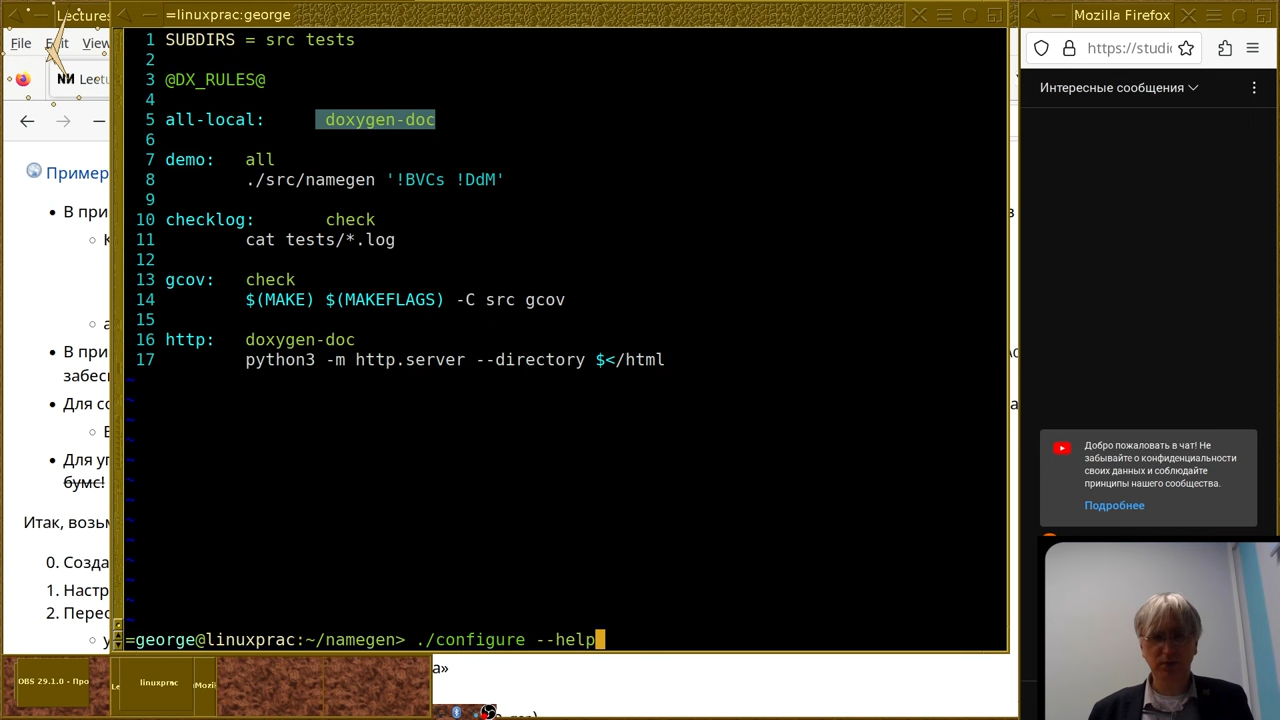 Lectures
=linuxprac:george
Mozilla Firefox
File Edit View
Lectu
https://studi
Интересные сообщения
1 SUBDIRS = src tests
2
3 @DX_RULES@
4
5 all-local: doxygen-doc
6
7 demo: all
8 ./src/namegen '!BVCs !DdM'
9
10 checklog: check
11 cat tests/*.log
12
13 gcov: check
14 $(MAKE) $(MAKEFLAGS) -C src gcov
15
16 http: doxygen-doc
17 python3 -m http.server --directory $</html
~
~
~
~
~
~
~
~
~
~
~
~
~
=george@linuxprac:~/namegen> ./configure --help
Пример
В при
В при
забесп
Для со
Для уп
бумс!
Итак, возьм
0. Созда
1. Настр
2. Перес
Добро пожаловать в чат! Не
забывайте о конфиденциальности
своих данных и соблюдайте
принципы нашего сообщества.
Подробнее
OBS 29.1.0 - Про
linuxprac
Mozil
а»